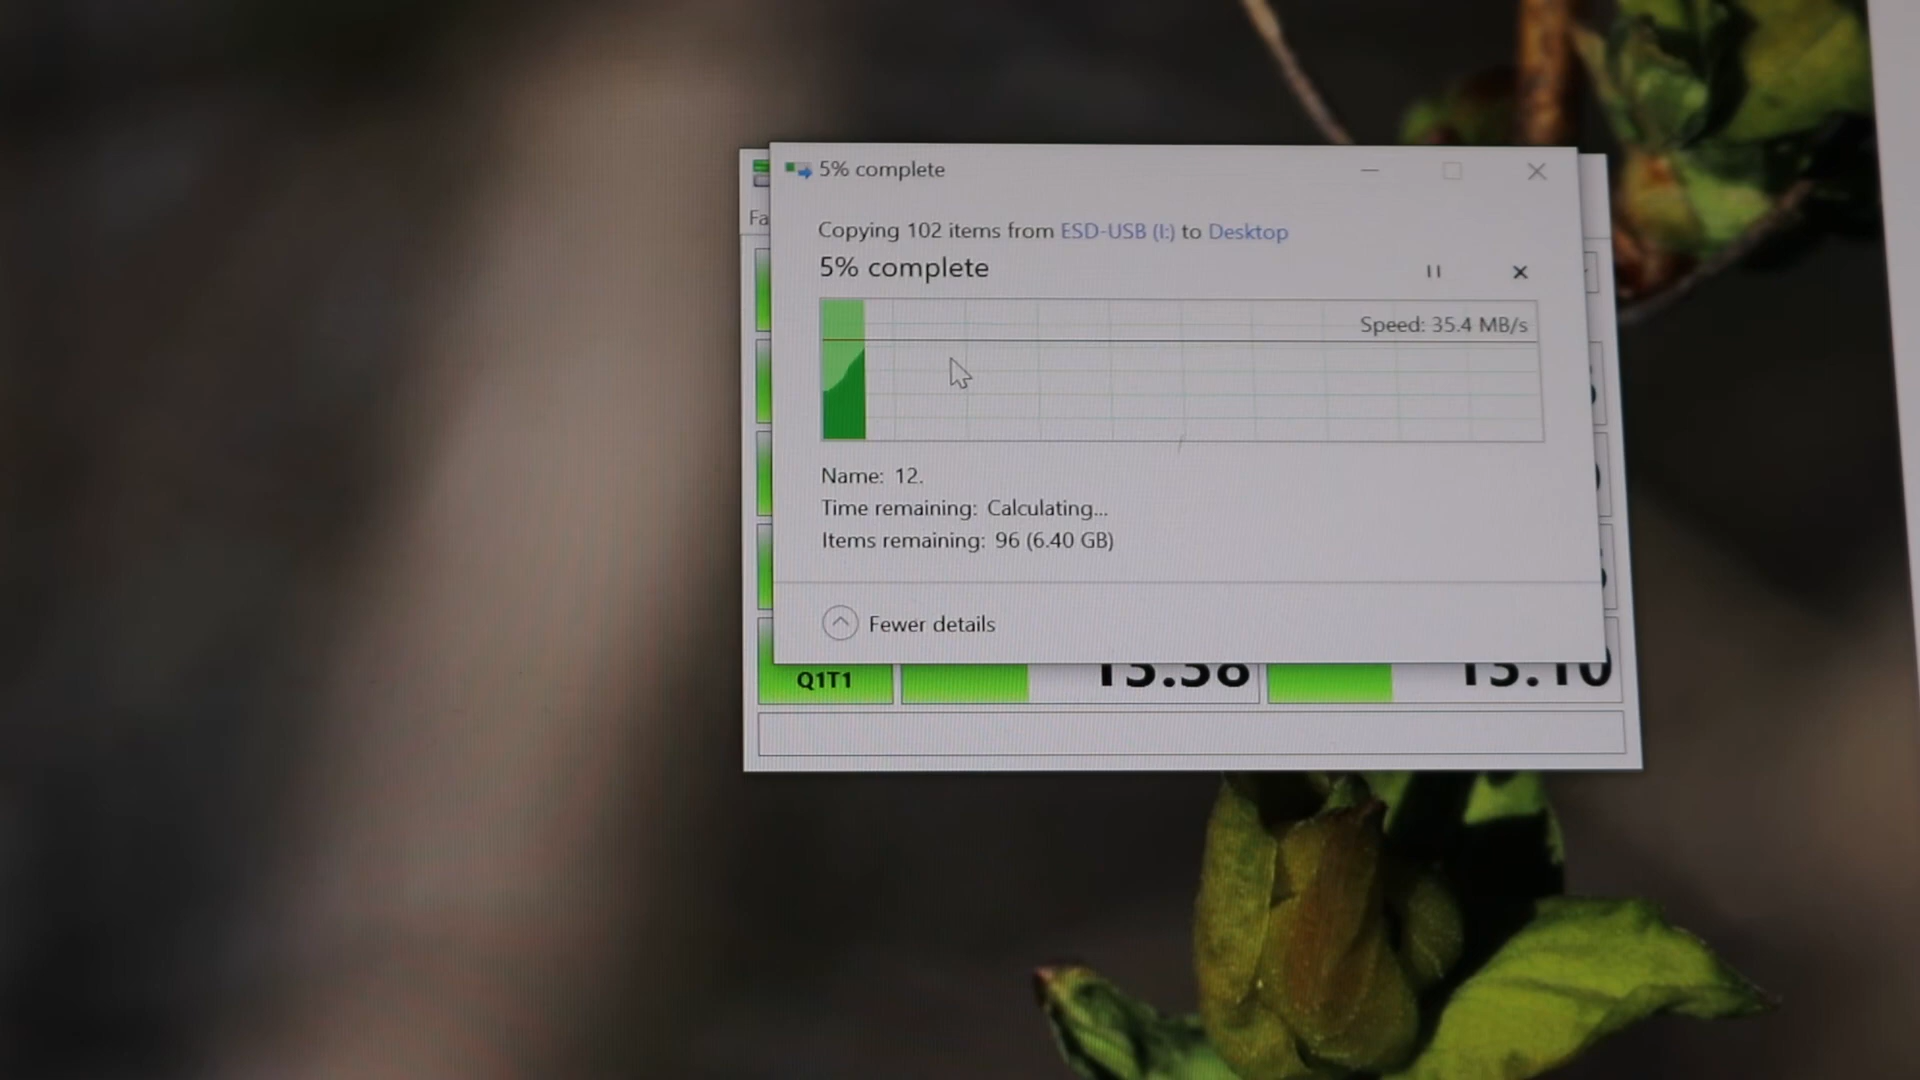 5% complete
Fa
Copying 102 items from ESD-USB (I:) to Desktop
5% complete
Speed: 35.4 MB/s
Name: 12.
Time remaining: Calculating...
Items remaining: 96 (6.40 GB)
Fewer details
Q1T1